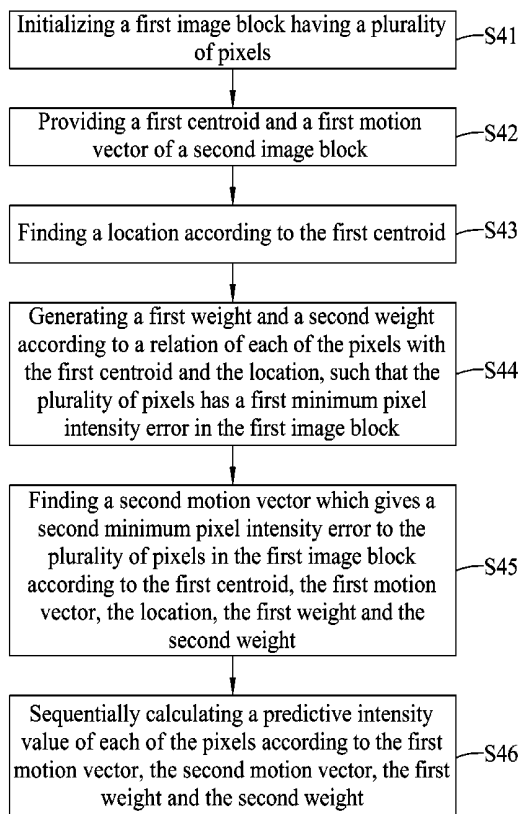 Initializing a first image block having a plurality
of pixels
S41
Providing a first centroid and a first motion
vector of a second image block
S42
Finding a location according to the first centroid
S43
Generating a first weight and a second weight
according to a relation of each of the pixels with
the first centroid and the location, such that the
plurality of pixels has a first minimum pixel
intensity error in the first image block
S44
Finding a second motion vector which gives a
second minimum pixel intensity error to the
plurality of pixels in the first image block
according to the first centroid, the first motion
vector, the location, the first weight and the
second weight
S45
Sequentially calculating a predictive intensity
value of each of the pixels according to the first
motion vector, the second motion vector, the first
weight and the second weight
S46